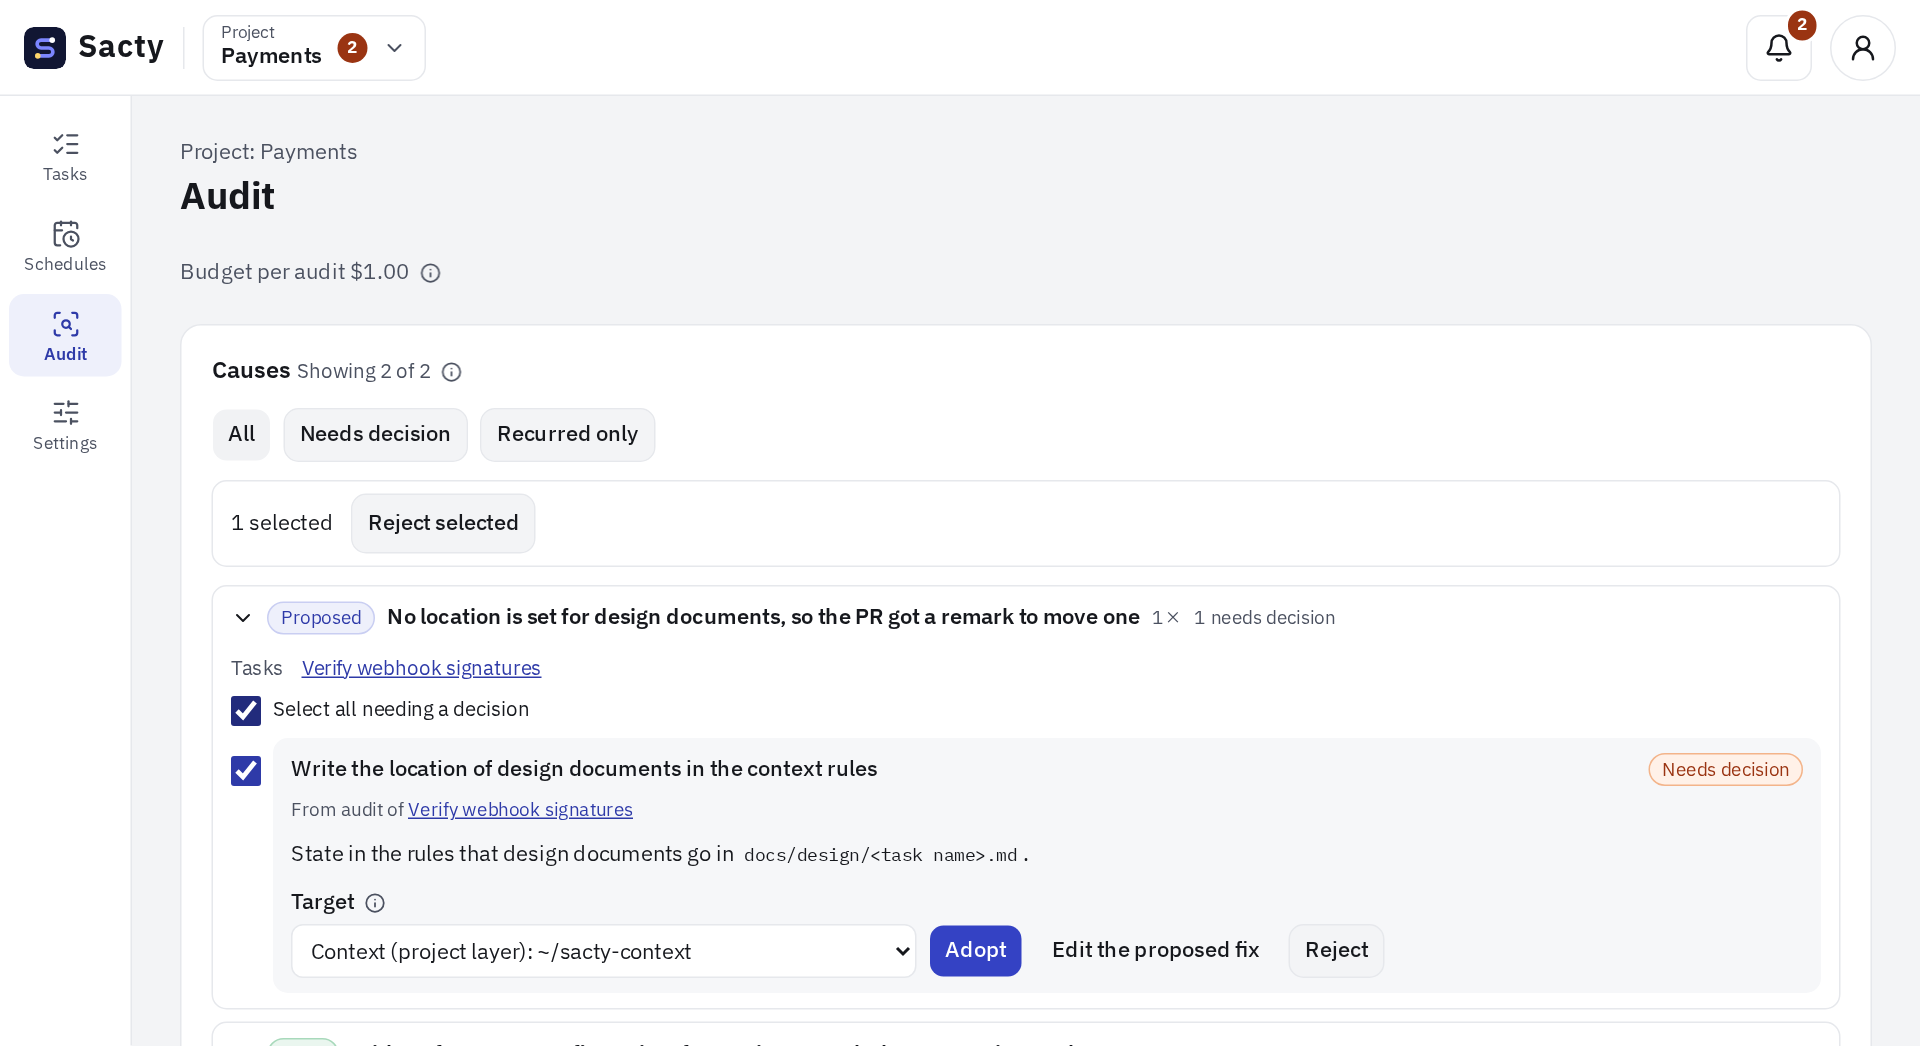 Sacty
Project
Payments
2
2
Tasks
Schedules
Audit
Settings
Project: Payments
Audit
Budget per audit $1.00
Causes Showing 2 of 2
All
Needs decision
Recurred only
1 selected
Reject selected
Proposed No location is set for design documents, so the PR got a remark to move one 1× 1 needs decision
Tasks Verify webhook signatures
Select all needing a decision
Write the location of design documents in the context rules
Needs decision
From audit of Verify webhook signatures
State in the rules that design documents go in docs/design/<task name>.md.
Target
Context (project layer): ~/sacty-context
Adopt
Edit the proposed fix
Reject